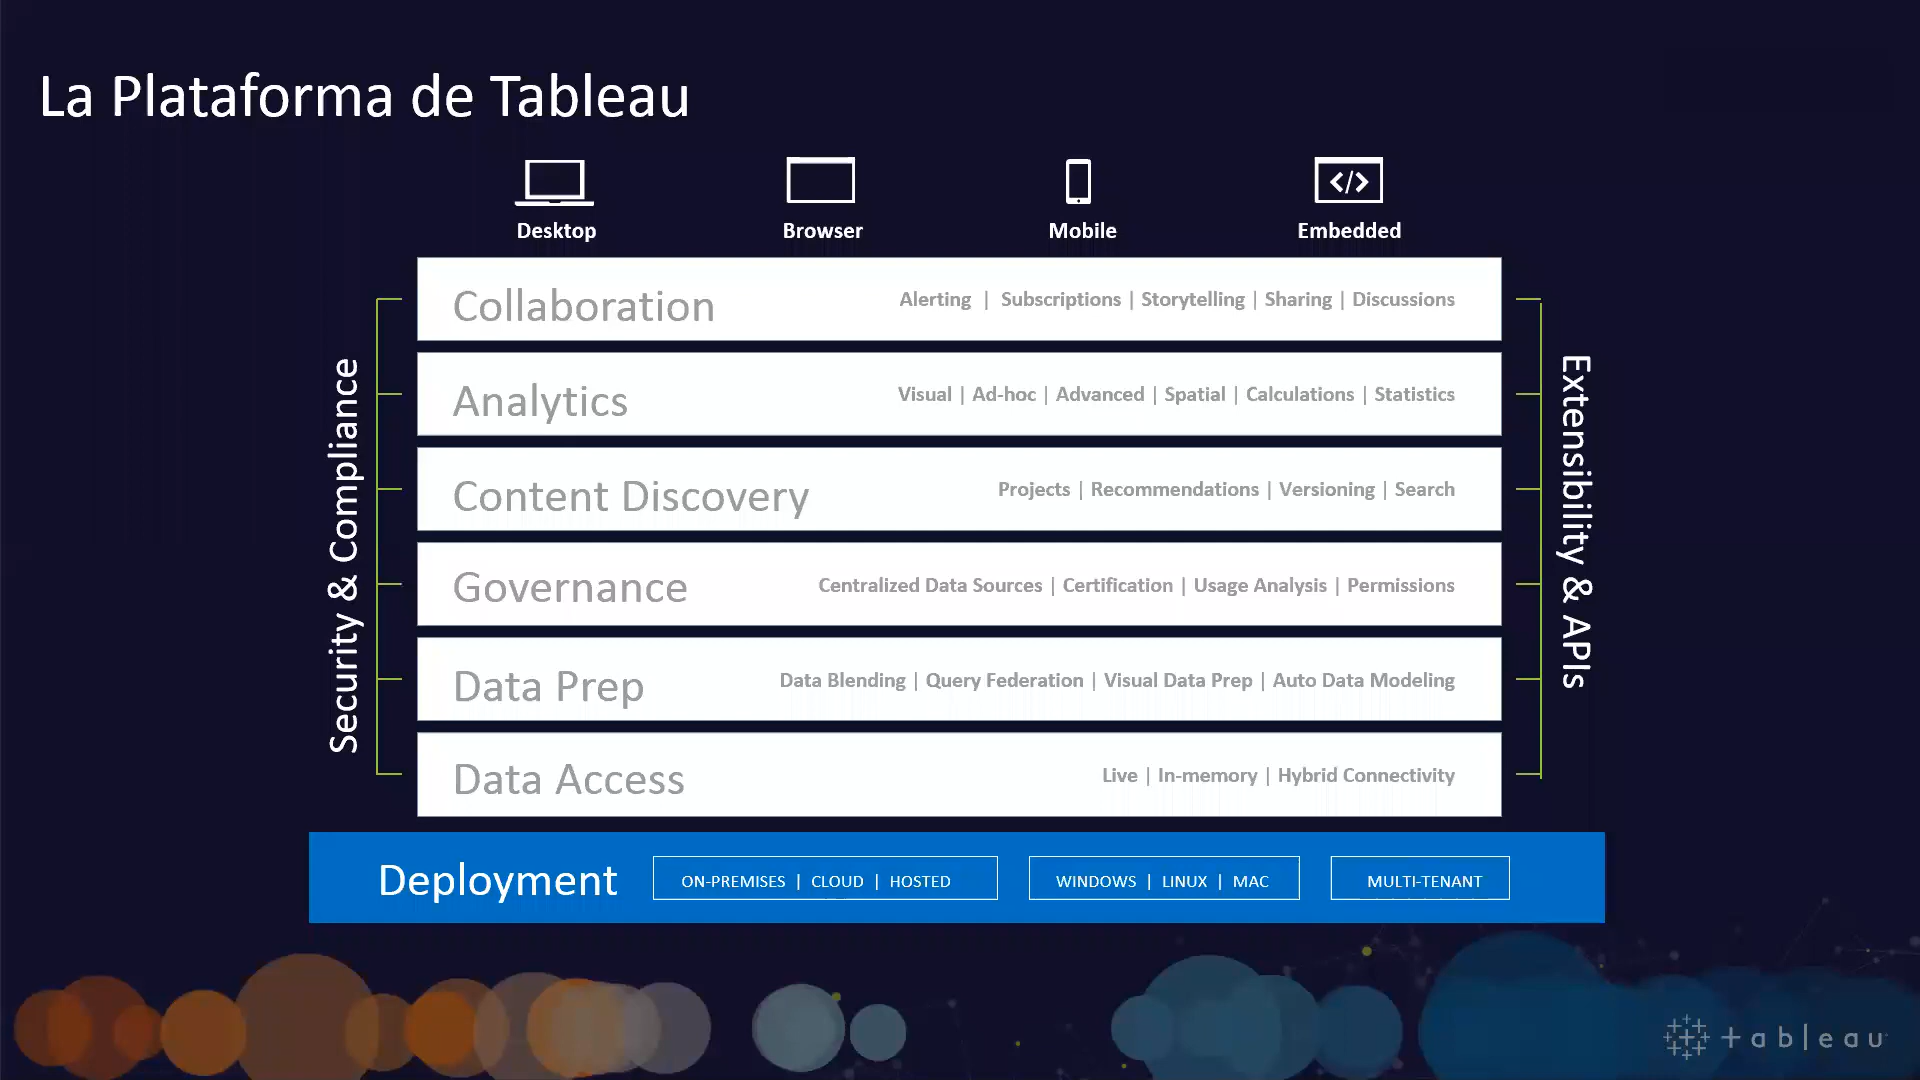 La Plataforma de Tableau
Desktop
Browser
Mobile
Embedded
</>
Security & Compliance
Collaboration
Alerting | Subscriptions | Storytelling | Sharing | Discussions
Analytics
Visual | Ad-hoc | Advanced | Spatial | Calculations | Statistics
Content Discovery
Projects | Recommendations | Versioning | Search
Governance
Centralized Data Sources | Certification | Usage Analysis | Permissions
Data Prep
Data Blending | Query Federation | Visual Data Prep | Auto Data Modeling
Data Access
Live | In-memory | Hybrid Connectivity
Extensibility & APIs
Deployment
ON-PREMISES | CLOUD | HOSTED
WINDOWS | LINUX | MAC
MULTI-TENANT
+ableau